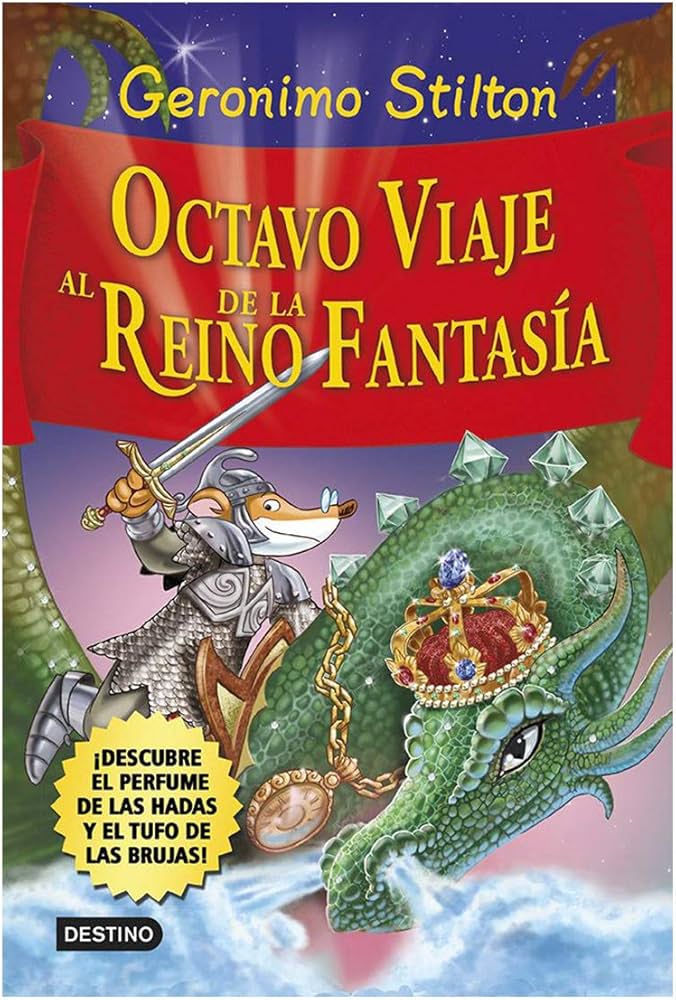 Geronimo Stilton
OCTAVO VIAJE
AL REINO DE LA FANTASÍA
¡DESCUBRE
EL PERFUME
DE LAS HADAS
Y EL TUFO DE
LAS BRUJAS!
DESTINO